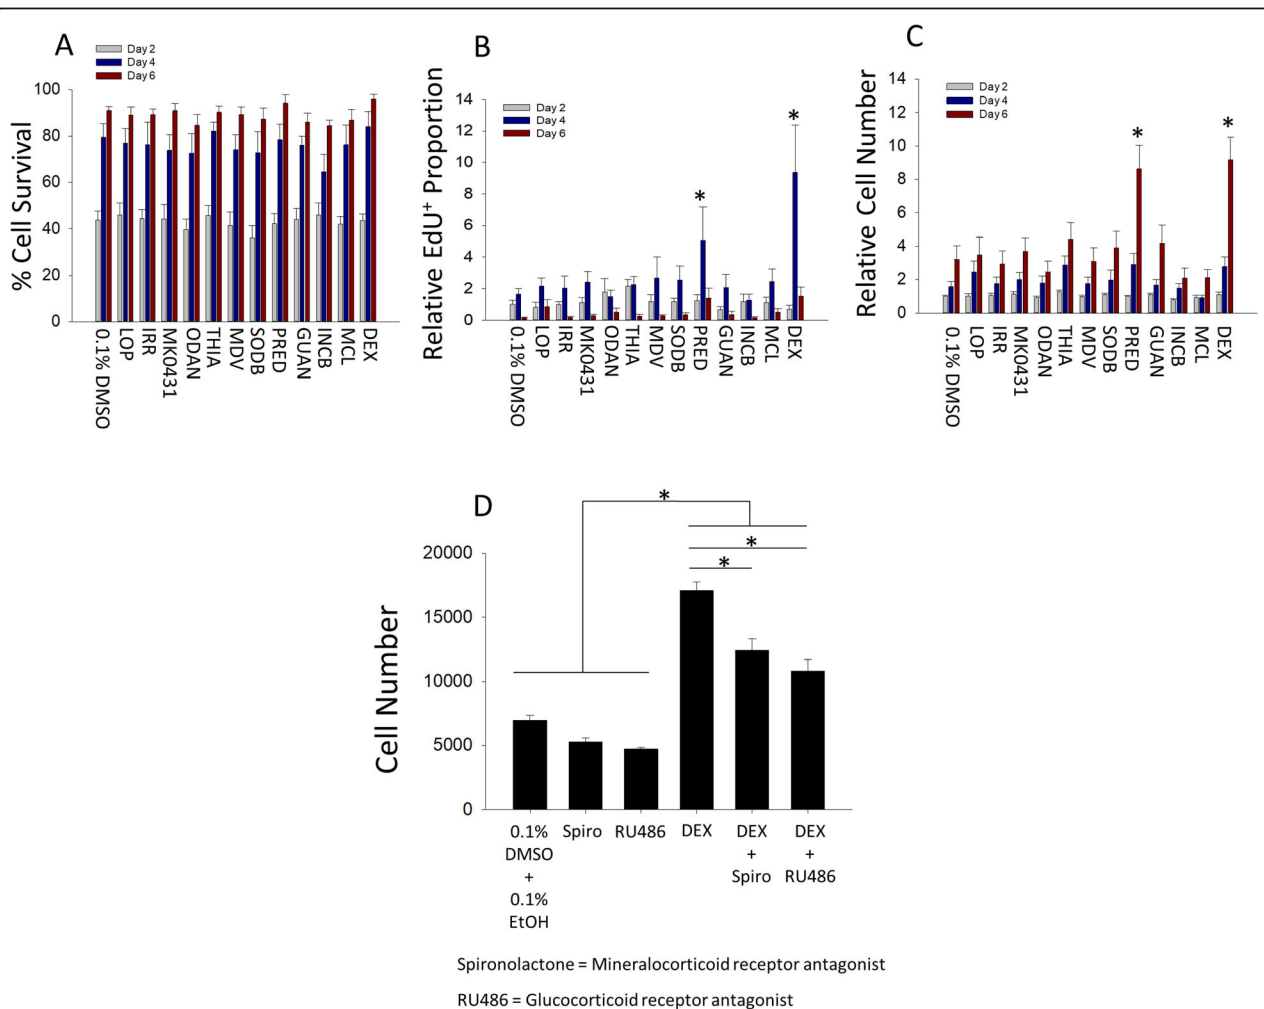 A
Day 2
Day 4
Day 6
% Cell Survival
100
80
60
40
20
0
0.1% DMSO
LOP
IRR
MK0431
ODAN
THIA
MDV
SODB
PRED
GUAN
INCB
MCL
DEX
B
Day 2
Day 4
Day 6
Relative EdU+ Proportion
14
12
10
8
6
4
2
0
*
*
0.1% DMSO
LOP
IRR
MK0431
ODAN
THIA
MDV
SODB
PRED
GUAN
INCB
MCL
DEX
C
Day 2
Day 4
Day 6
Relative Cell Number
14
12
10
8
6
4
2
0
*
*
0.1% DMSO
LOP
IRR
MK0431
ODAN
THIA
MDV
SODB
PRED
GUAN
INCB
MCL
DEX
D
*
*
*
Cell Number
20000
15000
10000
5000
0
0.1%
DMSO
+
0.1%
EtOH
Spiro
RU486
DEX
DEX
+
Spiro
DEX
+
RU486
Spironolactone = Mineralocorticoid receptor antagonist
RU486 = Glucocorticoid receptor antagonist